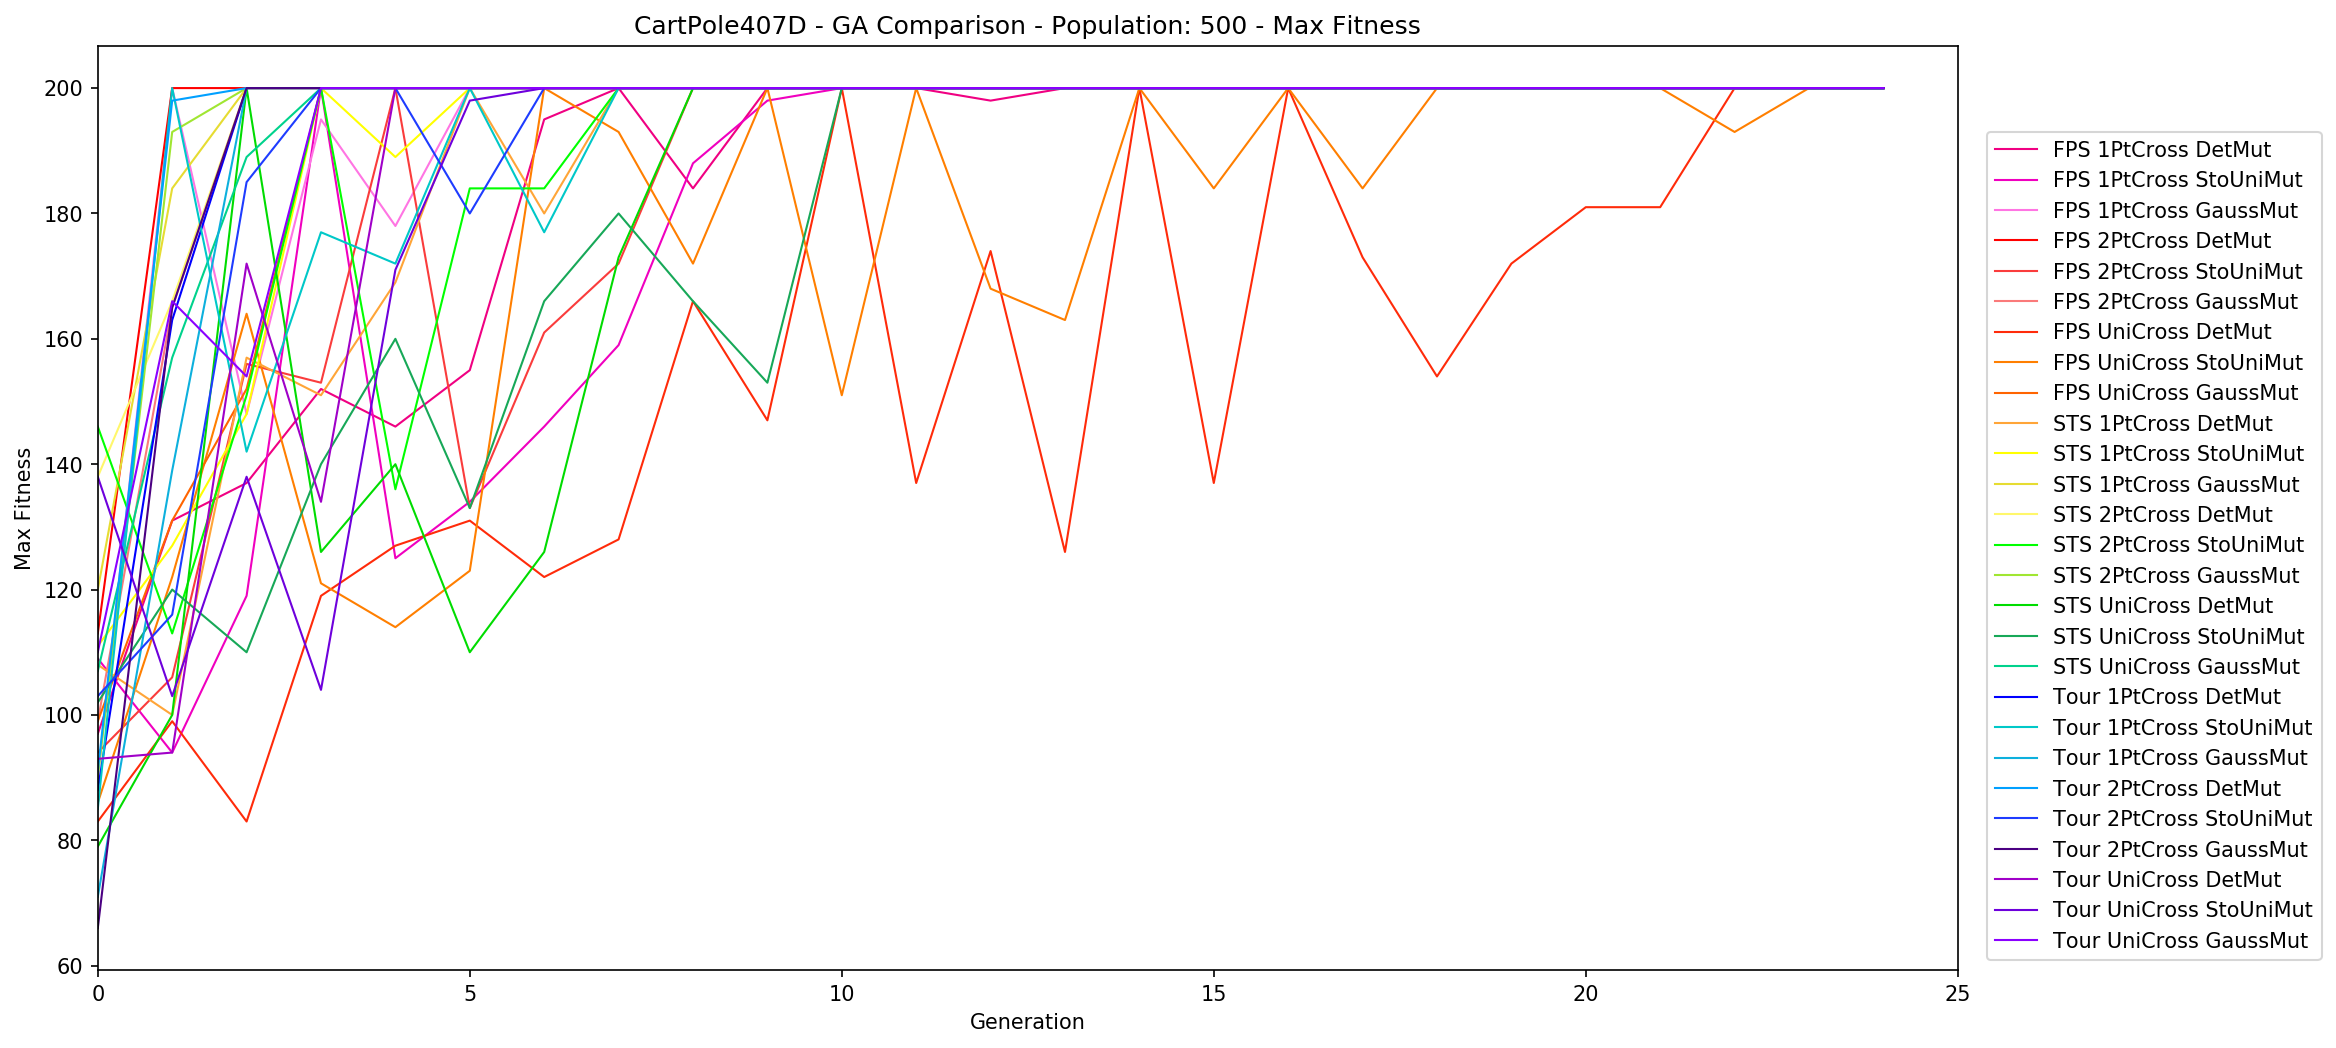 CartPole407D - GA Comparison - Population: 500 - Max Fitness
Max Fitness
200
180
160
140
120
100
80
60
0
5
10
15
20
25
Generation
FPS 1PtCross DetMut
FPS 1PtCross StoUniMut
FPS 1PtCross GaussMut
FPS 2PtCross DetMut
FPS 2PtCross StoUniMut
FPS 2PtCross GaussMut
FPS UniCross DetMut
FPS UniCross StoUniMut
FPS UniCross GaussMut
STS 1PtCross DetMut
STS 1PtCross StoUniMut
STS 1PtCross GaussMut
STS 2PtCross DetMut
STS 2PtCross StoUniMut
STS 2PtCross GaussMut
STS UniCross DetMut
STS UniCross StoUniMut
STS UniCross GaussMut
Tour 1PtCross DetMut
Tour 1PtCross StoUniMut
Tour 1PtCross GaussMut
Tour 2PtCross DetMut
Tour 2PtCross StoUniMut
Tour 2PtCross GaussMut
Tour UniCross DetMut
Tour UniCross StoUniMut
Tour UniCross GaussMut